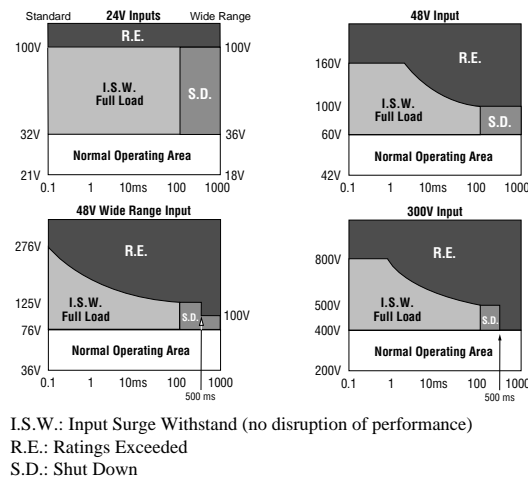 Standard 24V Inputs Wide Range
R.E.
100V 100V
I.S.W.
Full Load
S.D.
32V 36V
Normal Operating Area
21V 18V
0.1 1 10ms 100 1000
48V Input
R.E.
160V
I.S.W.
Full Load
100V
S.D.
60V
Normal Operating Area
42V
0.1 1 10ms 100 1000
48V Wide Range Input
276V
R.E.
125V
I.S.W.
Full Load
S.D.
100V
76V
Normal Operating Area
36V
0.1 1 10ms 100 1000
500 ms
300V Input
R.E.
800V
I.S.W.
Full Load
500V
S.D.
400V
Normal Operating Area
200V
0.1 1 10ms 100 1000
500 ms
I.S.W.: Input Surge Withstand (no disruption of performance)
R.E.: Ratings Exceeded
S.D.: Shut Down